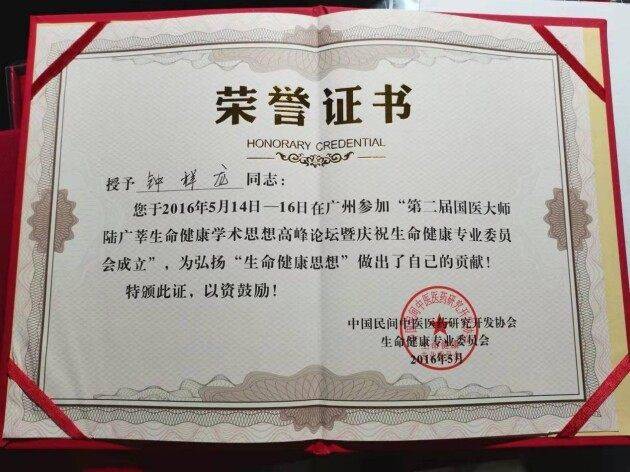 荣誉证书
HONORARY CREDENTIAL
授予 钟祥 同志：
您于2016年5月14日—16日在广州参加“第二届国医大师
陆广莘生命健康学术思想高峰论坛暨庆祝生命健康专业委员
会成立”，为弘扬“生命健康思想”做出了自己的贡献！
特颁此证，以资鼓励！
中国民间中医医药研究开发协会
生命健康专业委员会
2016年5月